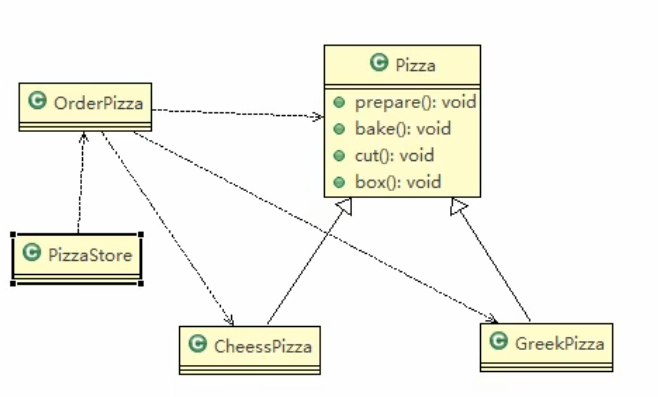 C Pizza
prepare(): void
bake(): void
cut(): void
box(): void
C OrderPizza
C PizzaStore
C CheessPizza
C GreekPizza